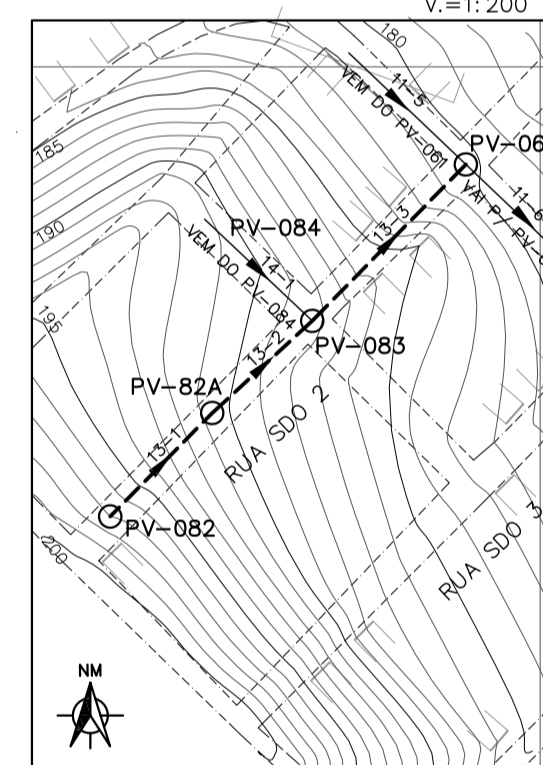 V.=1:200
180
11-5
VEM DO PV-061
PV-06
185
VAI P/ PV-
11-6
13-3
190
PV-084
14-1
VEM DO PV-084
195
13-2
PV-083
PV-82A
RUA SDO 2
13-1
PV-082
200
RUA SDO 3
NM